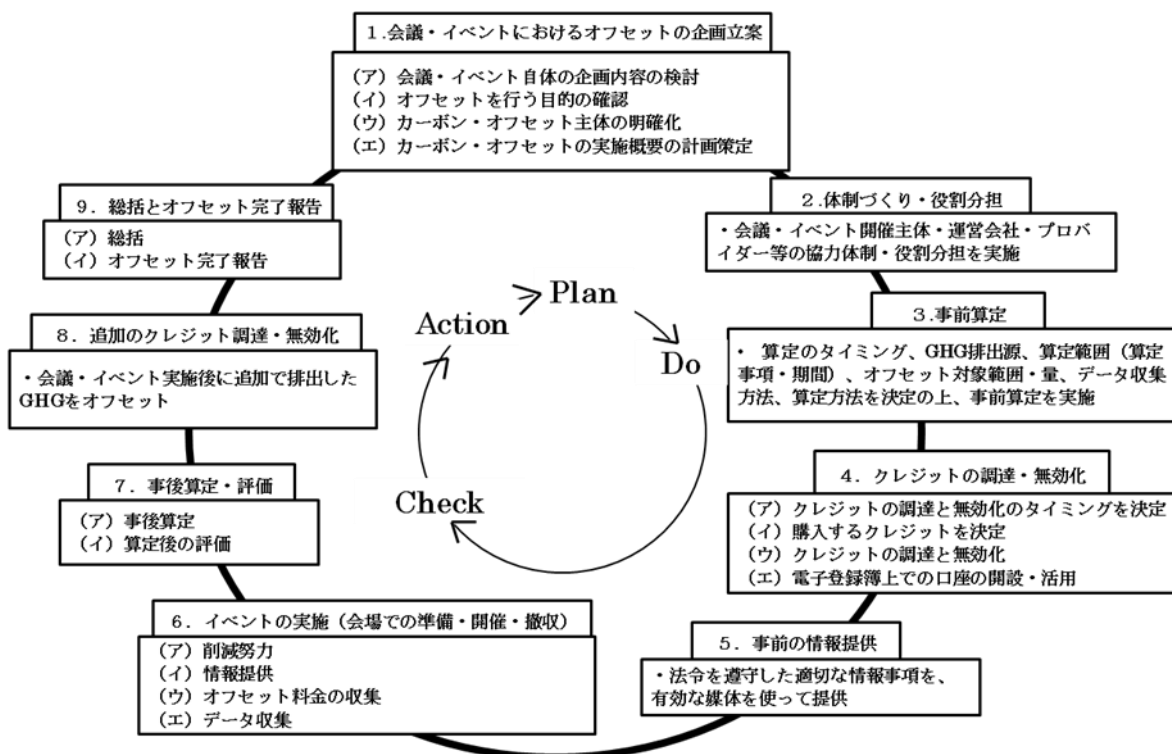 1.会議・イベントにおけるオフセットの企画立案
(ア)会議・イベント自体の企画内容の検討
(イ)オフセットを行う目的の確認
(ウ)カーボン・オフセット主体の明確化
(エ)カーボン・オフセットの実施概要の計画策定
2.体制づくり・役割分担
・会議・イベント開催主体・運営会社・プロバ
イダー等の協力体制・役割分担を実施
3.事前算定
・ 算定のタイミング、GHG排出源、算定範囲(算定
事項・期間)、オフセット対象範囲・量、データ収集
方法、算定方法を決定の上、事前算定を実施
4.クレジットの調達・無効化
(ア)クレジットの調達と無効化のタイミングを決定
(イ)購入するクレジットを決定
(ウ)クレジットの調達と無効化
(エ)電子登録簿上での口座の開設・活用
5.事前の情報提供
・法令を遵守した適切な情報事項を、
有効な媒体を使って提供
6.イベントの実施(会場での準備・開催・撤収)
(ア)削減努力
(イ)情報提供
(ウ)オフセット料金の収集
(エ)データ収集
7.事後算定・評価
(ア)事後算定
(イ)算定後の評価
8.追加のクレジット調達・無効化
・会議・イベント実施後に追加で排出した
GHGをオフセット
9.総括とオフセット完了報告
(ア)総括
(イ)オフセット完了報告
Plan
Do
Check
Action